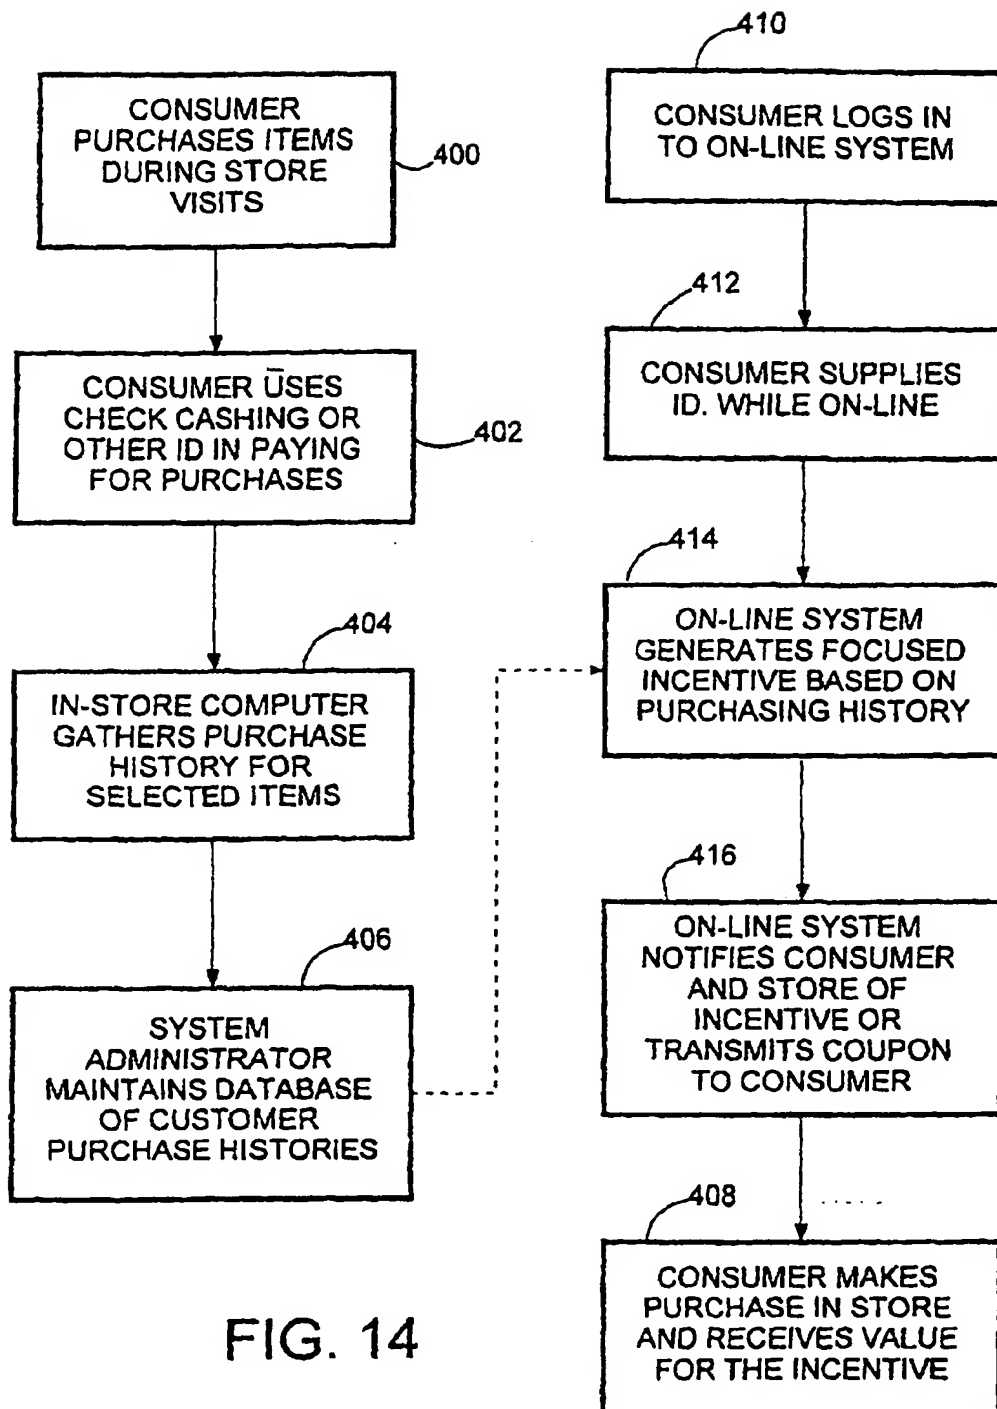 CONSUMER
PURCHASES ITEMS
DURING STORE
VISITS
400
CONSUMER USES
CHECK CASHING OR
OTHER ID IN PAYING
FOR PURCHASES
402
404
IN-STORE COMPUTER
GATHERS PURCHASE
HISTORY FOR
SELECTED ITEMS
406
SYSTEM
ADMINISTRATOR
MAINTAINS DATABASE
OF CUSTOMER
PURCHASE HISTORIES
410
CONSUMER LOGS IN
TO ON-LINE SYSTEM
412
CONSUMER SUPPLIES
ID. WHILE ON-LINE
414
ON-LINE SYSTEM
GENERATES FOCUSED
INCENTIVE BASED ON
PURCHASING HISTORY
416
ON-LINE SYSTEM
NOTIFIES CONSUMER
AND STORE OF
INCENTIVE OR
TRANSMITS COUPON
TO CONSUMER
408
CONSUMER MAKES
PURCHASE IN STORE
AND RECEIVES VALUE
FOR THE INCENTIVE
FIG. 14